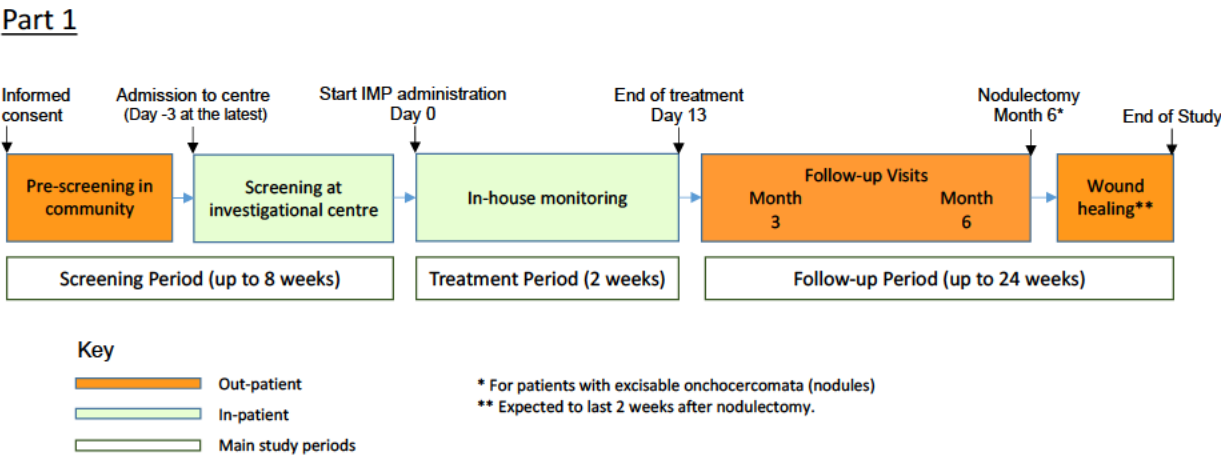 Part 1
Informed
consent
Admission to centre
(Day -3 at the latest)
Start IMP administration
Day 0
End of treatment
Day 13
Nodulectomy
Month 6*
End of Study
Pre-screening in
community
Screening at
investigational centre
In-house monitoring
Follow-up Visits
Month
3
Month
6
Wound
healing**
Screening Period (up to 8 weeks)
Treatment Period (2 weeks)
Follow-up Period (up to 24 weeks)
Key
Out-patient
In-patient
Main study periods
* For patients with excisable onchocercomata (nodules)
** Expected to last 2 weeks after nodulectomy.